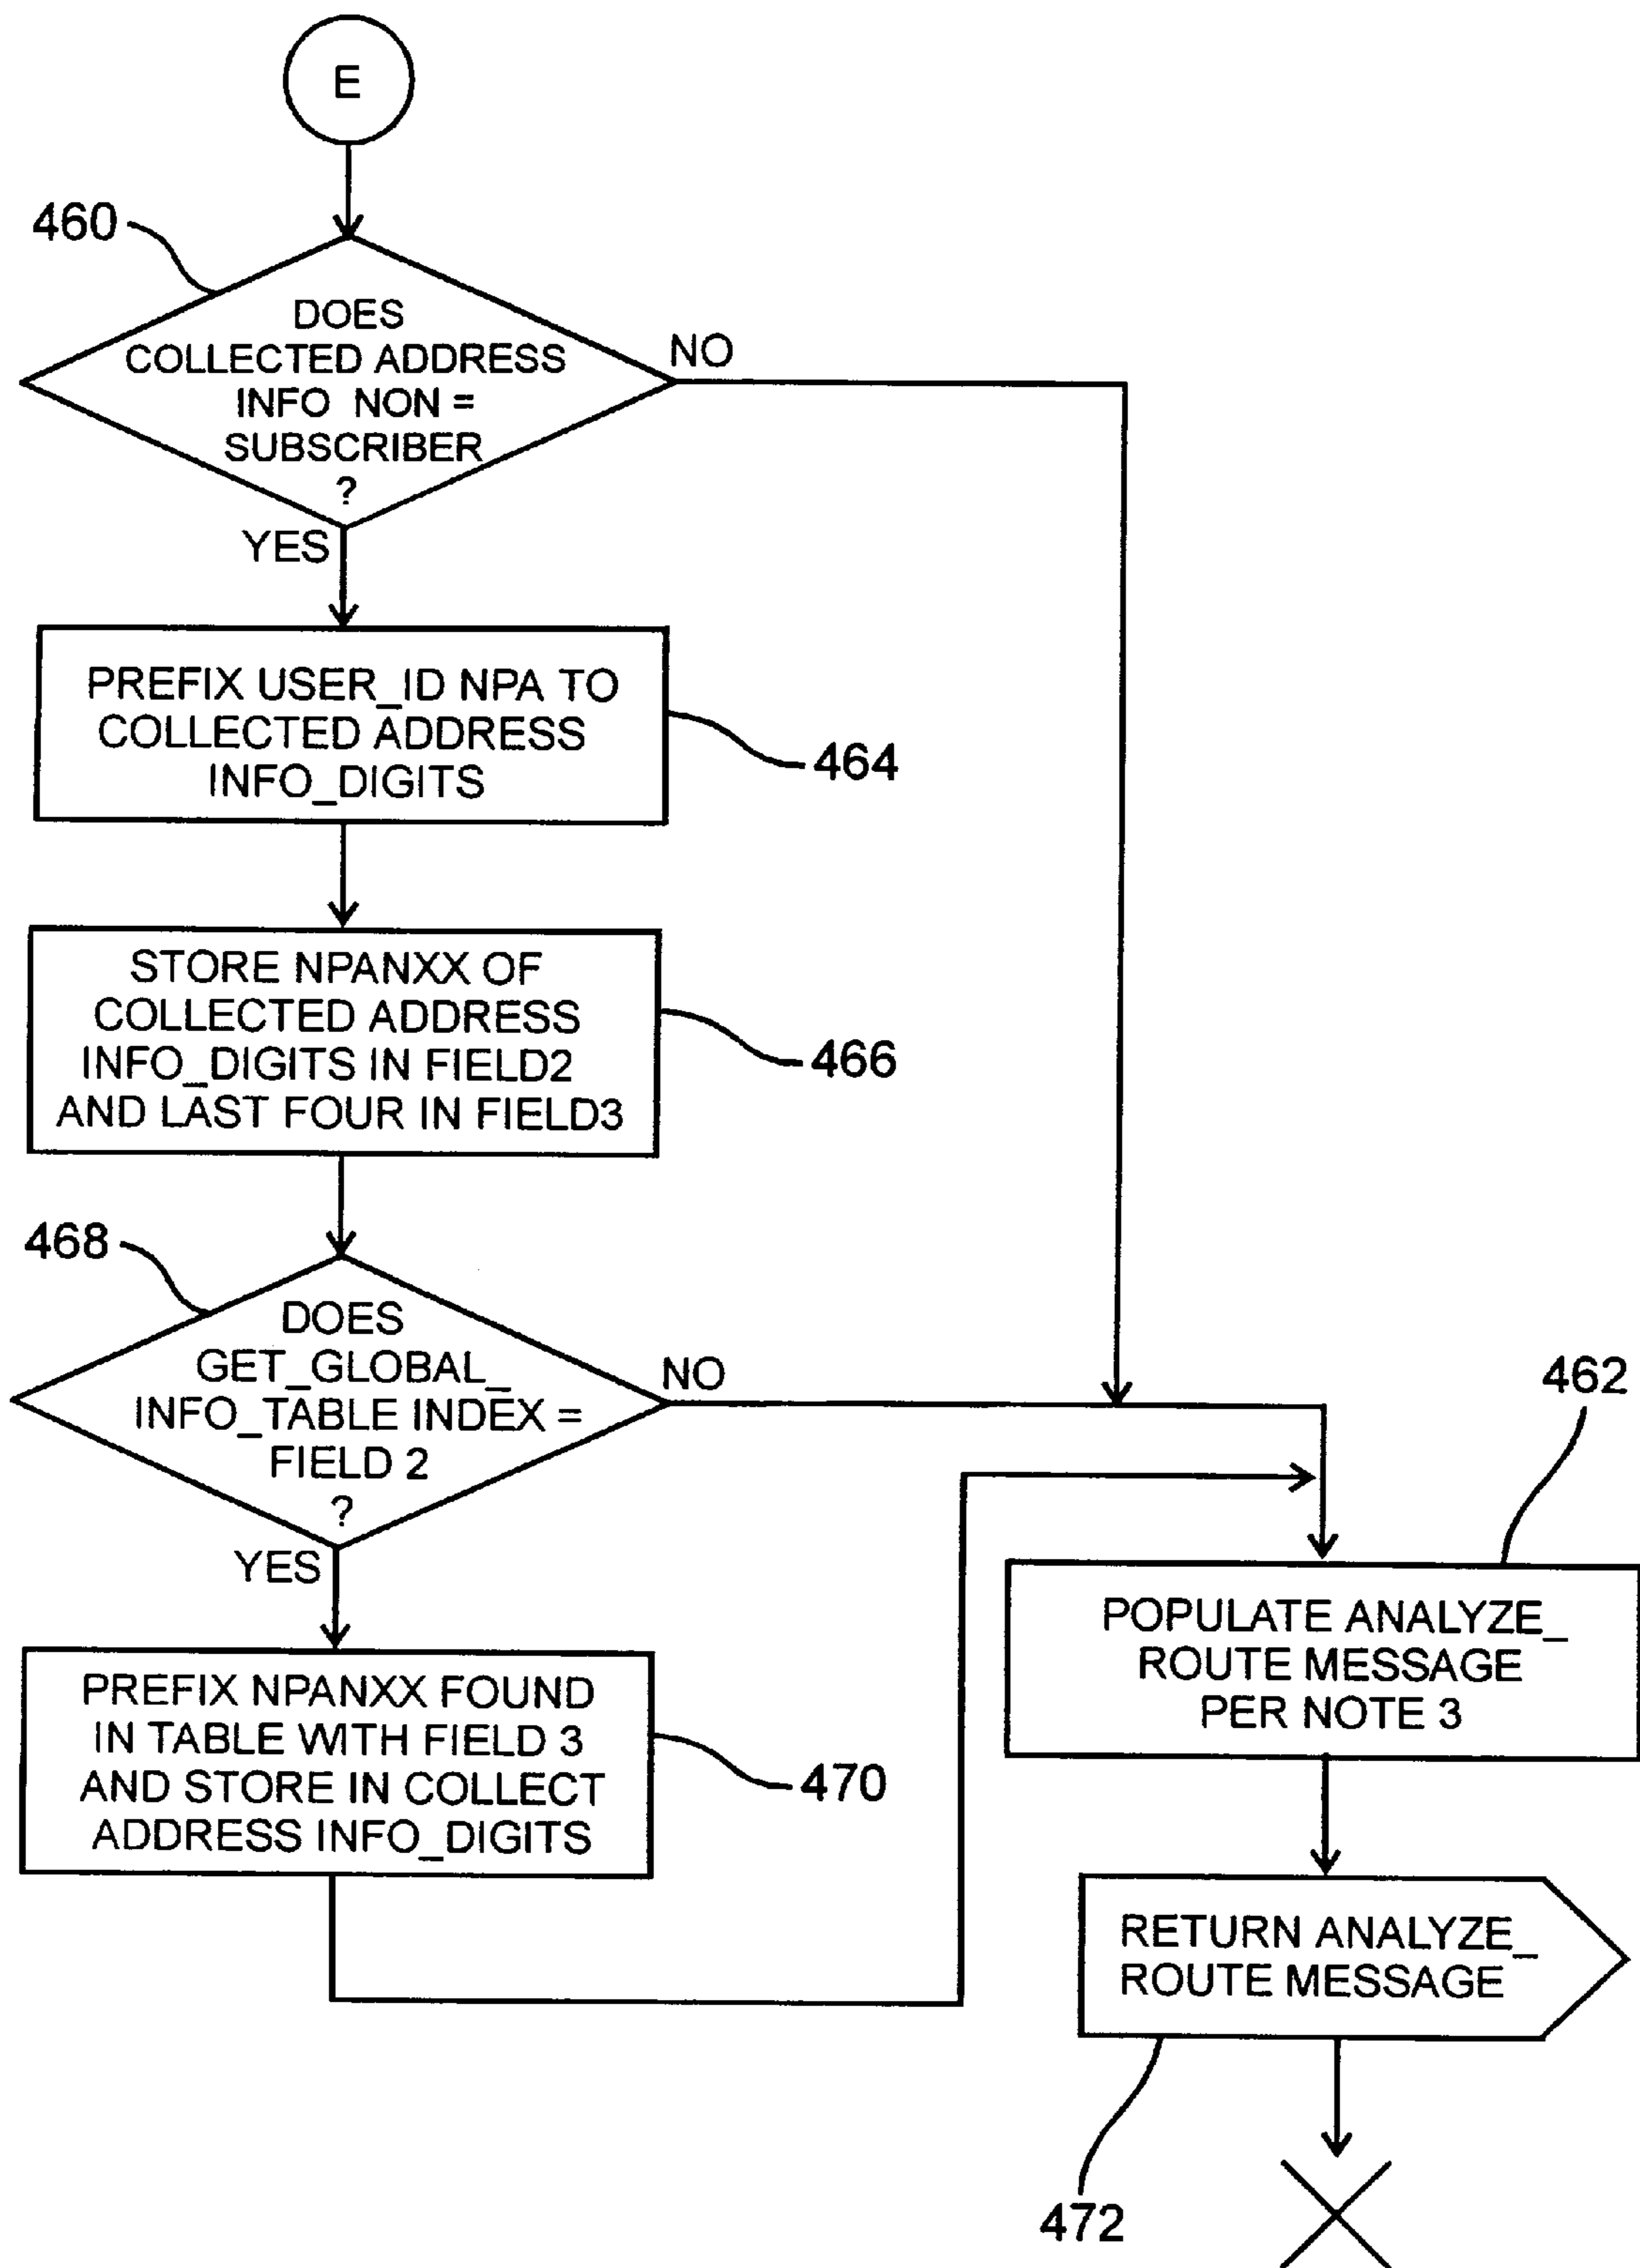 E
460
DOES
COLLECTED ADDRESS
INFO NON =
SUBSCRIBER
?
NO
YES
PREFIX USER_ID NPA TO
COLLECTED ADDRESS
INFO_DIGITS
464
STORE NPANXX OF
COLLECTED ADDRESS
INFO_DIGITS IN FIELD2
AND LAST FOUR IN FIELD3
466
468
DOES
GET_GLOBAL_
INFO_TABLE INDEX =
FIELD 2
?
NO
YES
PREFIX NPANXX FOUND
IN TABLE WITH FIELD 3
AND STORE IN COLLECT
ADDRESS INFO_DIGITS
470
462
POPULATE ANALYZE_
ROUTE MESSAGE
PER NOTE 3
RETURN ANALYZE_
ROUTE MESSAGE
472